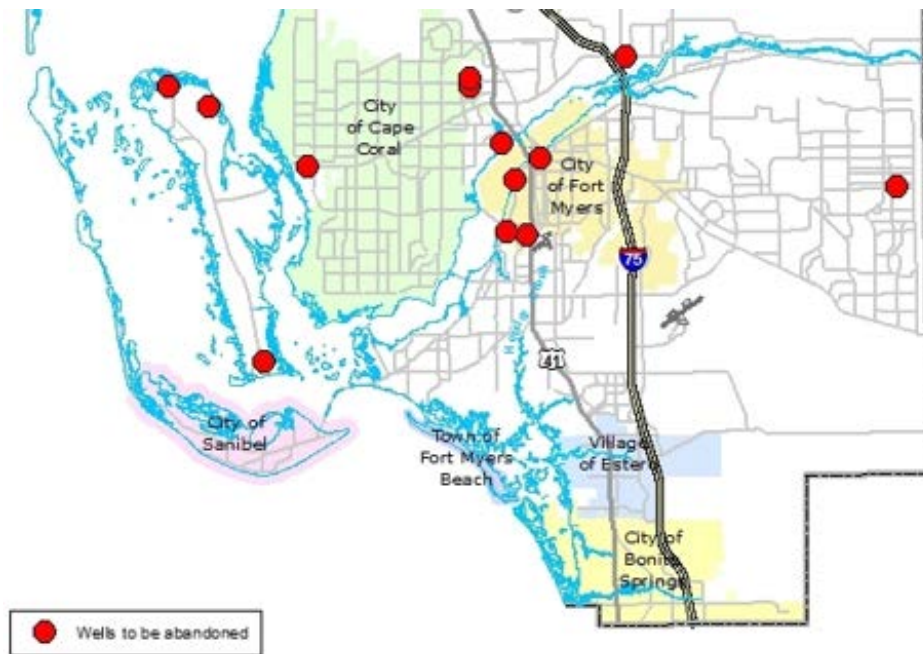 City
of Cape
Coral
City
of Fort
Myers
75
41
City of
Sanibel
Town of
Fort Myers
Beach
Village
of Estero
City of
Bonita
Springs
Wells to be abandoned